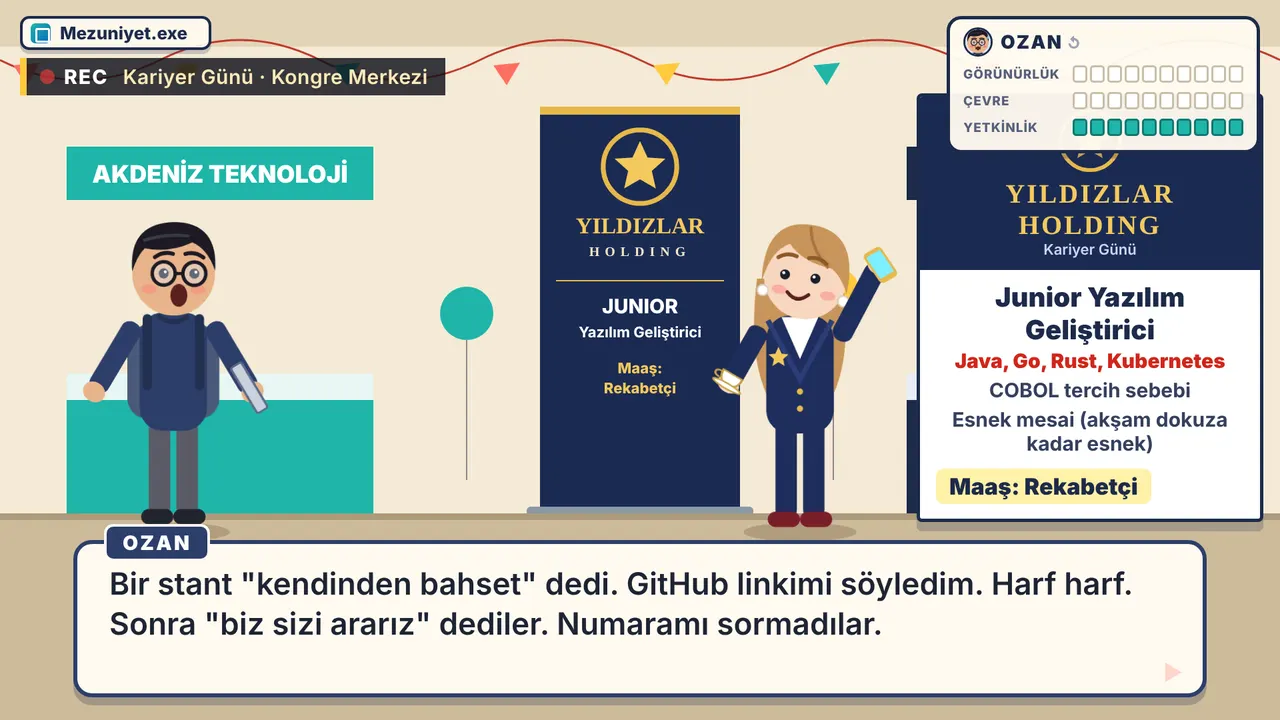 Mezuniyet.exe
REC Kariyer Günü · Kongre Merkezi
OZAN
GÖRÜNÜRLÜK
ÇEVRE
YETKİNLİK
AKDENİZ TEKNOLOJİ
YILDIZLAR
HOLDING
JUNIOR
Yazılım Geliştirici
Maaş:
Rekabetçi
YILDIZLAR
HOLDING
Kariyer Günü
Junior Yazılım
Geliştirici
Java, Go, Rust, Kubernetes
COBOL tercih sebebi
Esnek mesai (akşam dokuza
kadar esnek)
Maaş: Rekabetçi
OZAN
Bir stant "kendinden bahset" dedi. GitHub linkimi söyledim. Harf harf.
Sonra "biz sizi ararız" dediler. Numaramı sormadılar.